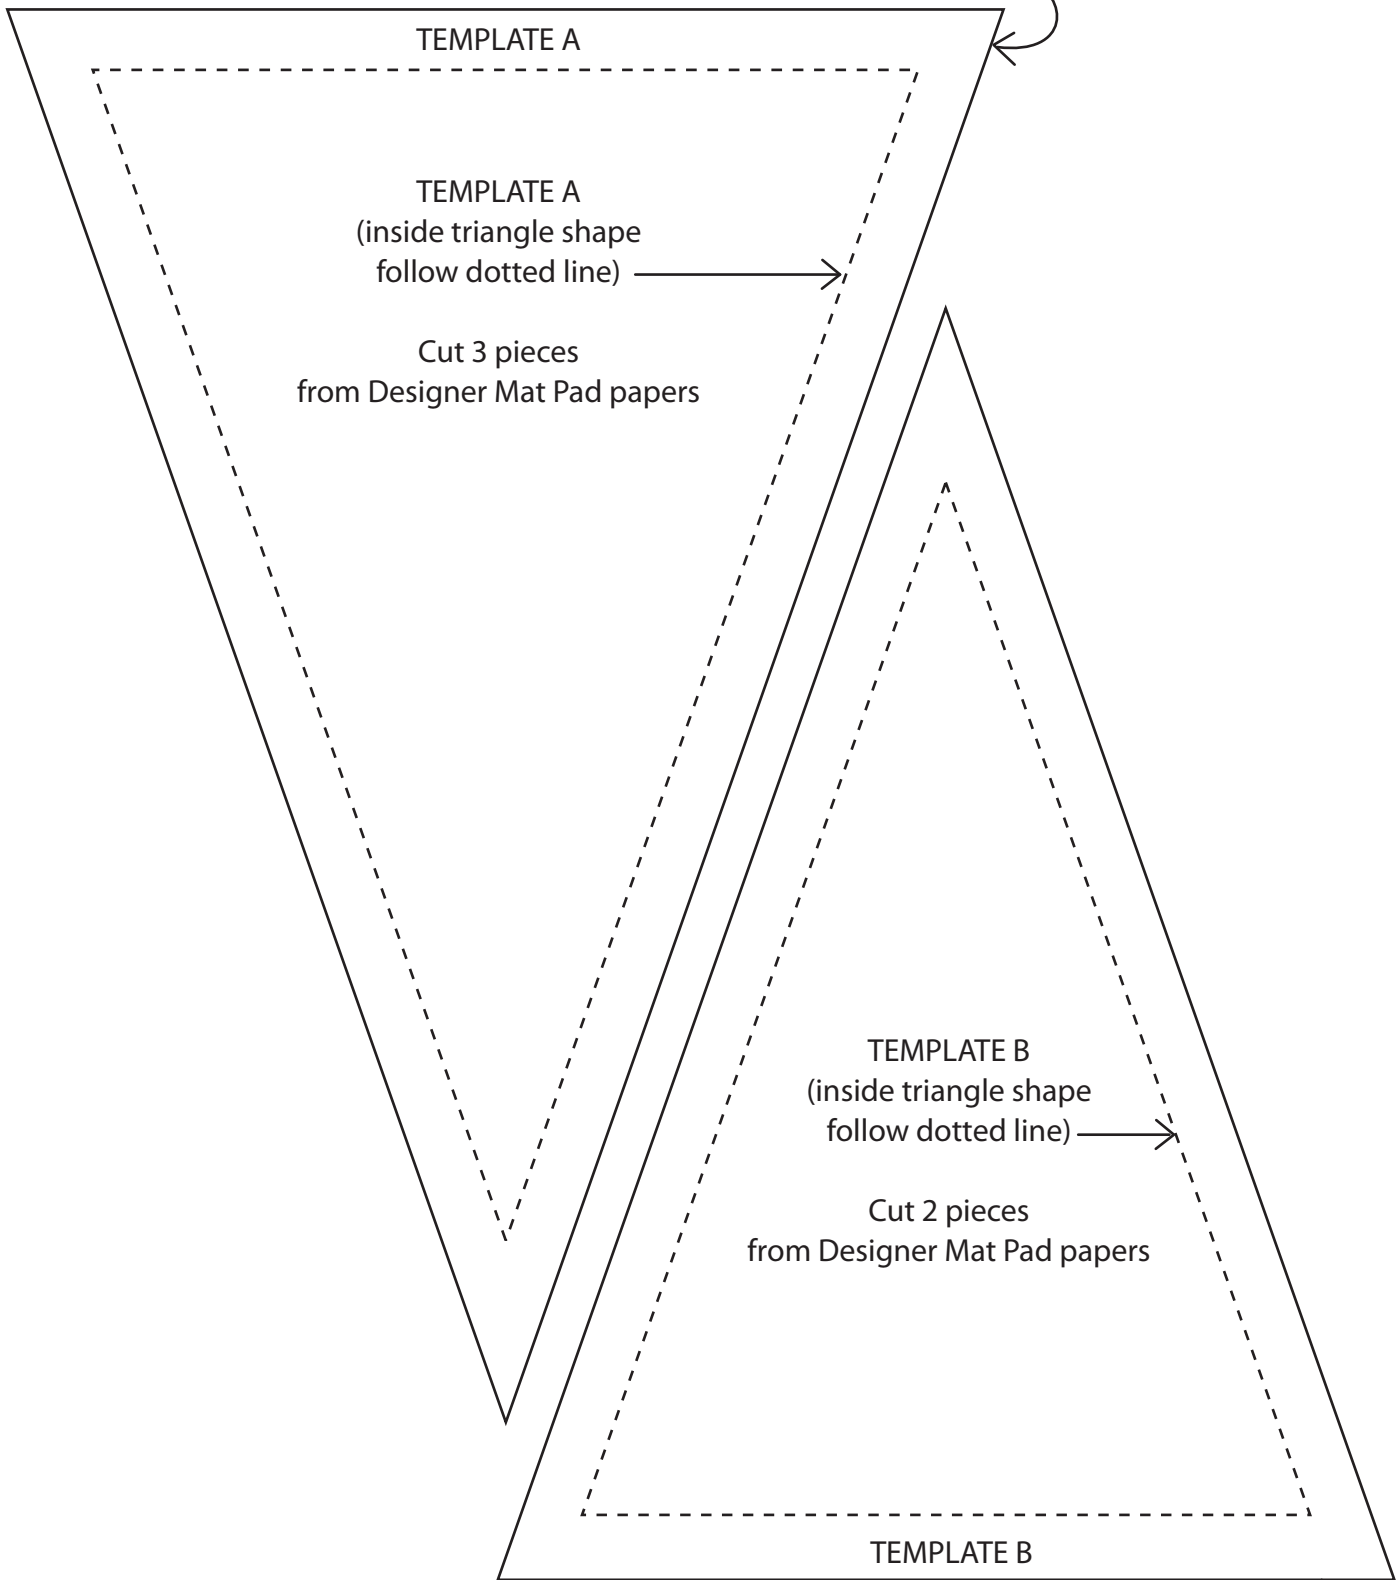 TEMPLATE A
TEMPLATE A
(inside triangle shape
follow dotted line)
Cut 3 pieces
from Designer Mat Pad papers
TEMPLATE B
(inside triangle shape
follow dotted line)
Cut 2 pieces
from Designer Mat Pad papers
TEMPLATE B